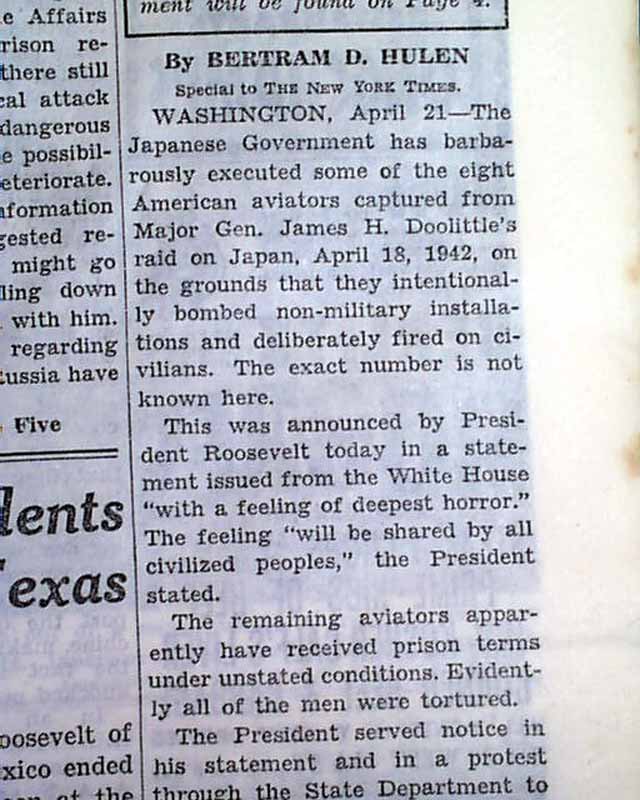 e Affairs
rison re-
there still
cal attack
dangerous
e possibil-
eteriorate.
nformation
gested re-
might go
ling down
with him.
regarding
ussia have
Five
dents
exas
oosevelt of
xico ended
at the
ment will be found on Page 4.
By BERTRAM D. HULEN
Special to THE NEW YORK TIMES.
WASHINGTON, April 21—The
Japanese Government has barba-
rously executed some of the eight
American aviators captured from
Major Gen. James H. Doolittle's
raid on Japan, April 18, 1942, on
the grounds that they intentional-
ly bombed non-military installa-
tions and deliberately fired on ci-
vilians. The exact number is not
known here.
This was announced by Presi-
dent Roosevelt today in a state-
ment issued from the White House
“with a feeling of deepest horror.”
The feeling “will be shared by all
civilized peoples,” the President
stated.
The remaining aviators appar-
ently have received prison terms
under unstated conditions. Evident-
ly all of the men were tortured.
The President served notice in
his statement and in a protest
through the State Department to